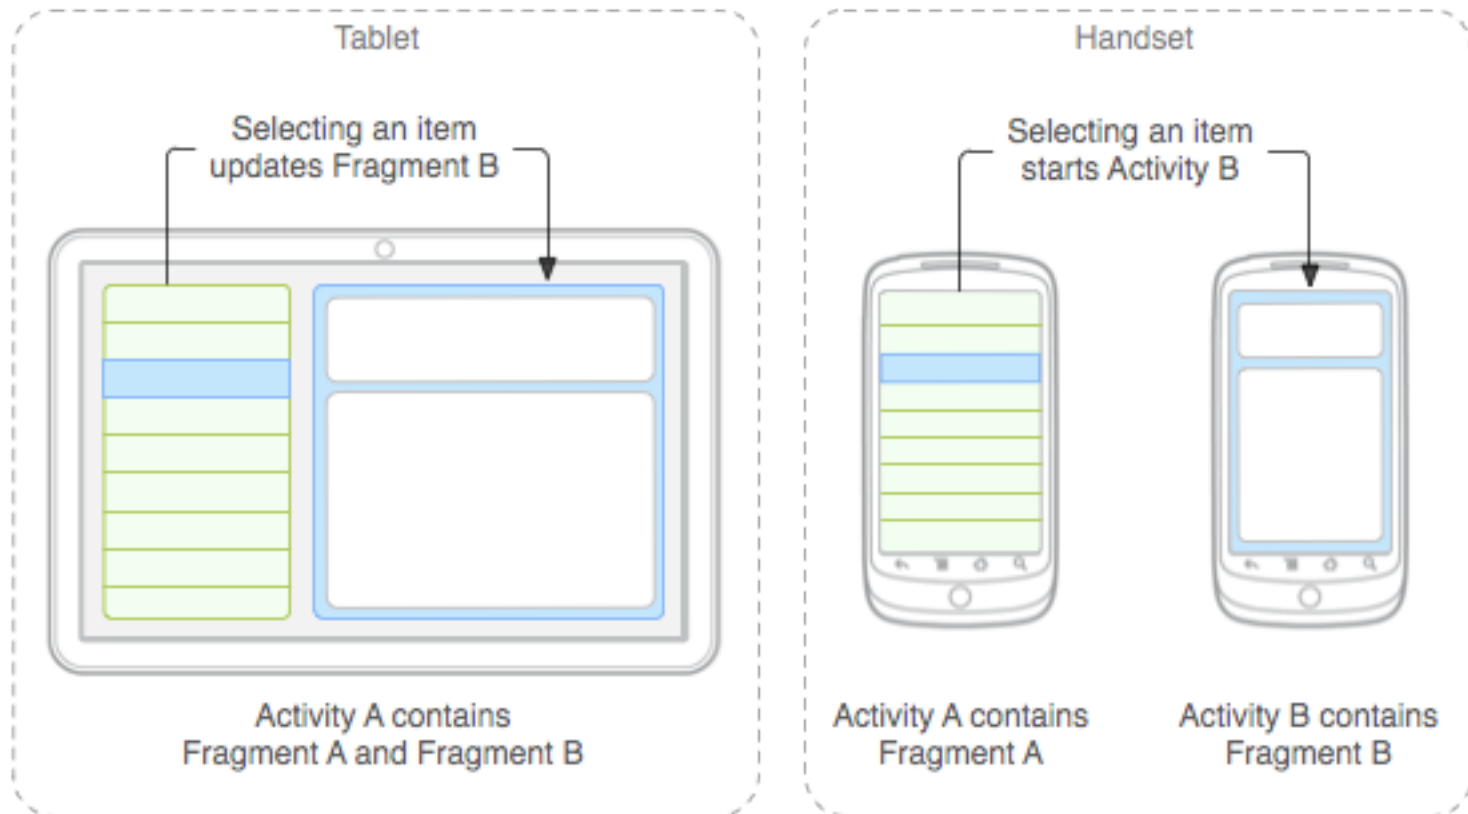 Tablet
Selecting an item
updates Fragment B
Activity A contains
Fragment A and Fragment B
Handset
Selecting an item
starts Activity B
Activity A contains
Fragment A
Activity B contains
Fragment B